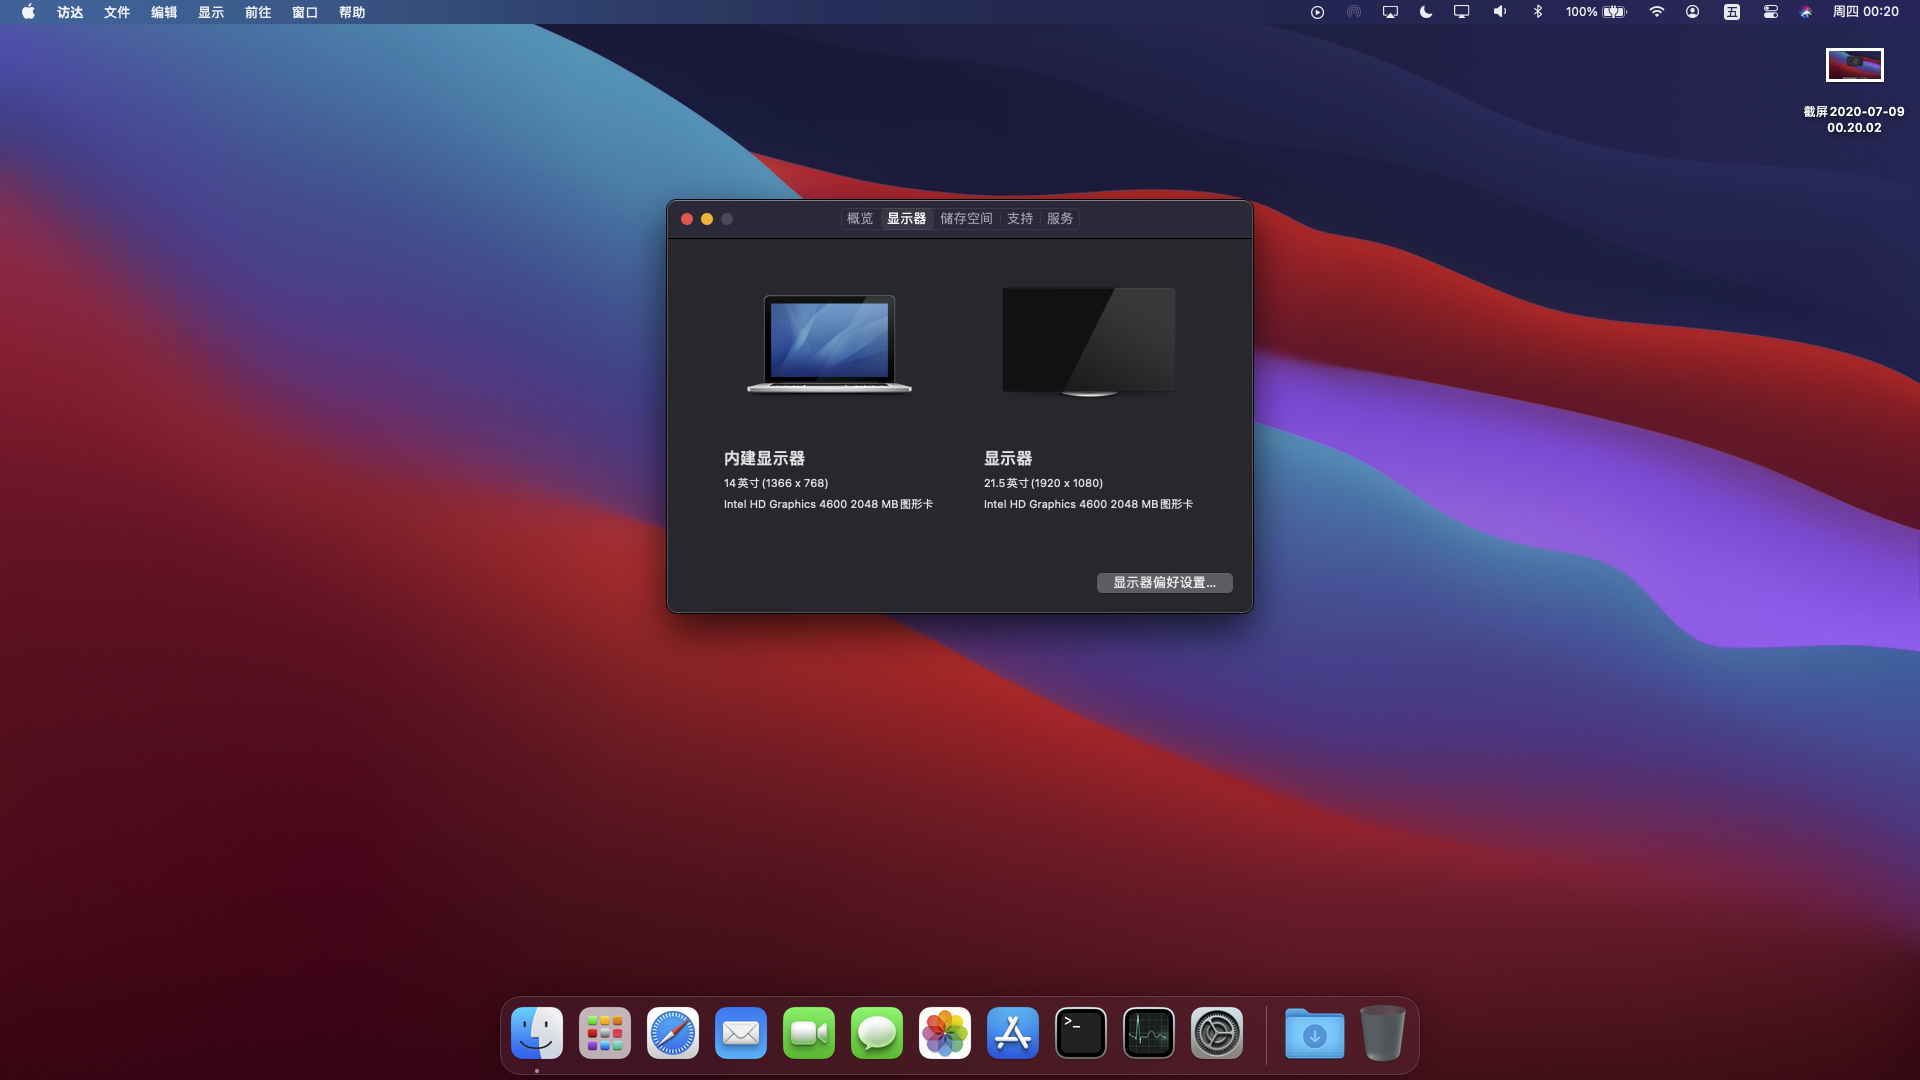 访达 文件 编辑 显示 前往 窗口 帮助 100% 五 周四 00:20
截屏2020-07-09
00.20.02
概览 显示器 储存空间 支持 服务
内建显示器
14英寸 (1366 x 768)
Intel HD Graphics 4600 2048 MB图形卡
显示器
21.5英寸 (1920 x 1080)
Intel HD Graphics 4600 2048 MB图形卡
显示器偏好设置...
>_